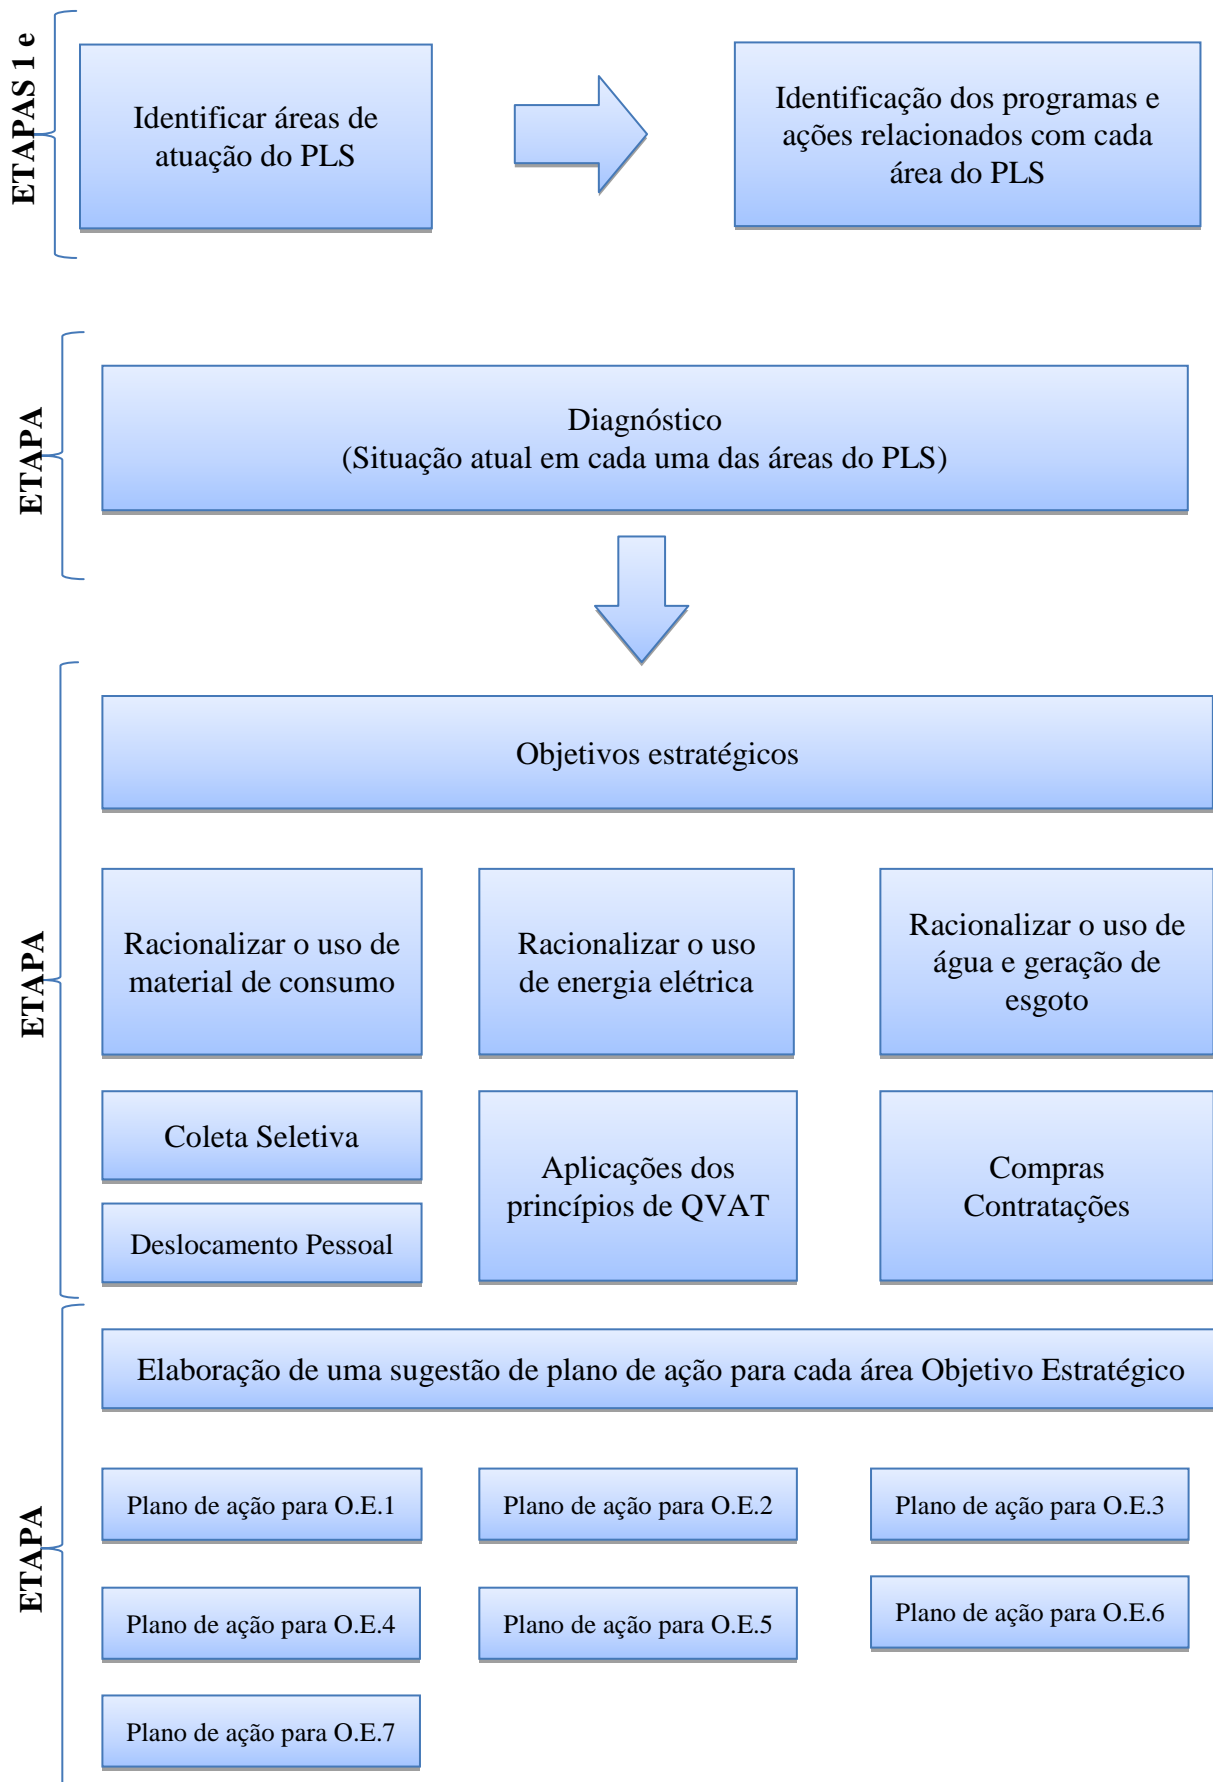 ETAPAS 1 e
Identificar áreas de
atuação do PLS
Identificação dos programas e
ações relacionados com cada
área do PLS
ETAPA
Diagnóstico
(Situação atual em cada uma das áreas do PLS)
ETAPA
Objetivos estratégicos
Racionalizar o uso de
material de consumo
Racionalizar o uso
de energia elétrica
Racionalizar o uso de
água e geração de
esgoto
Coleta Seletiva
Deslocamento Pessoal
Aplicações dos
princípios de QVAT
Compras
Contratações
ETAPA
Elaboração de uma sugestão de plano de ação para cada área Objetivo Estratégico
Plano de ação para O.E.1
Plano de ação para O.E.2
Plano de ação para O.E.3
Plano de ação para O.E.4
Plano de ação para O.E.5
Plano de ação para O.E.6
Plano de ação para O.E.7